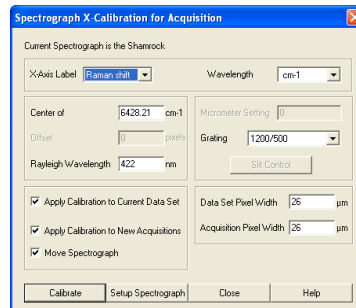 Spectrograph X-Calibration for Acquisition
Current Spectrograph is the Shamrock
X-Axis Label Raman shift Wavelength cm-1
Center of 6428.21 cm-1
Micrometer Setting 0
Offset 0 pixels
Grating 1200/500
Rayleigh Wavelength 422 nm
Slit Control
Apply Calibration to Current Data Set
Data Set Pixel Width 26 µm
Apply Calibration to New Acquisitions
Acquisition Pixel Width 26 µm
Move Spectrograph
Calibrate Setup Spectrograph Close Help